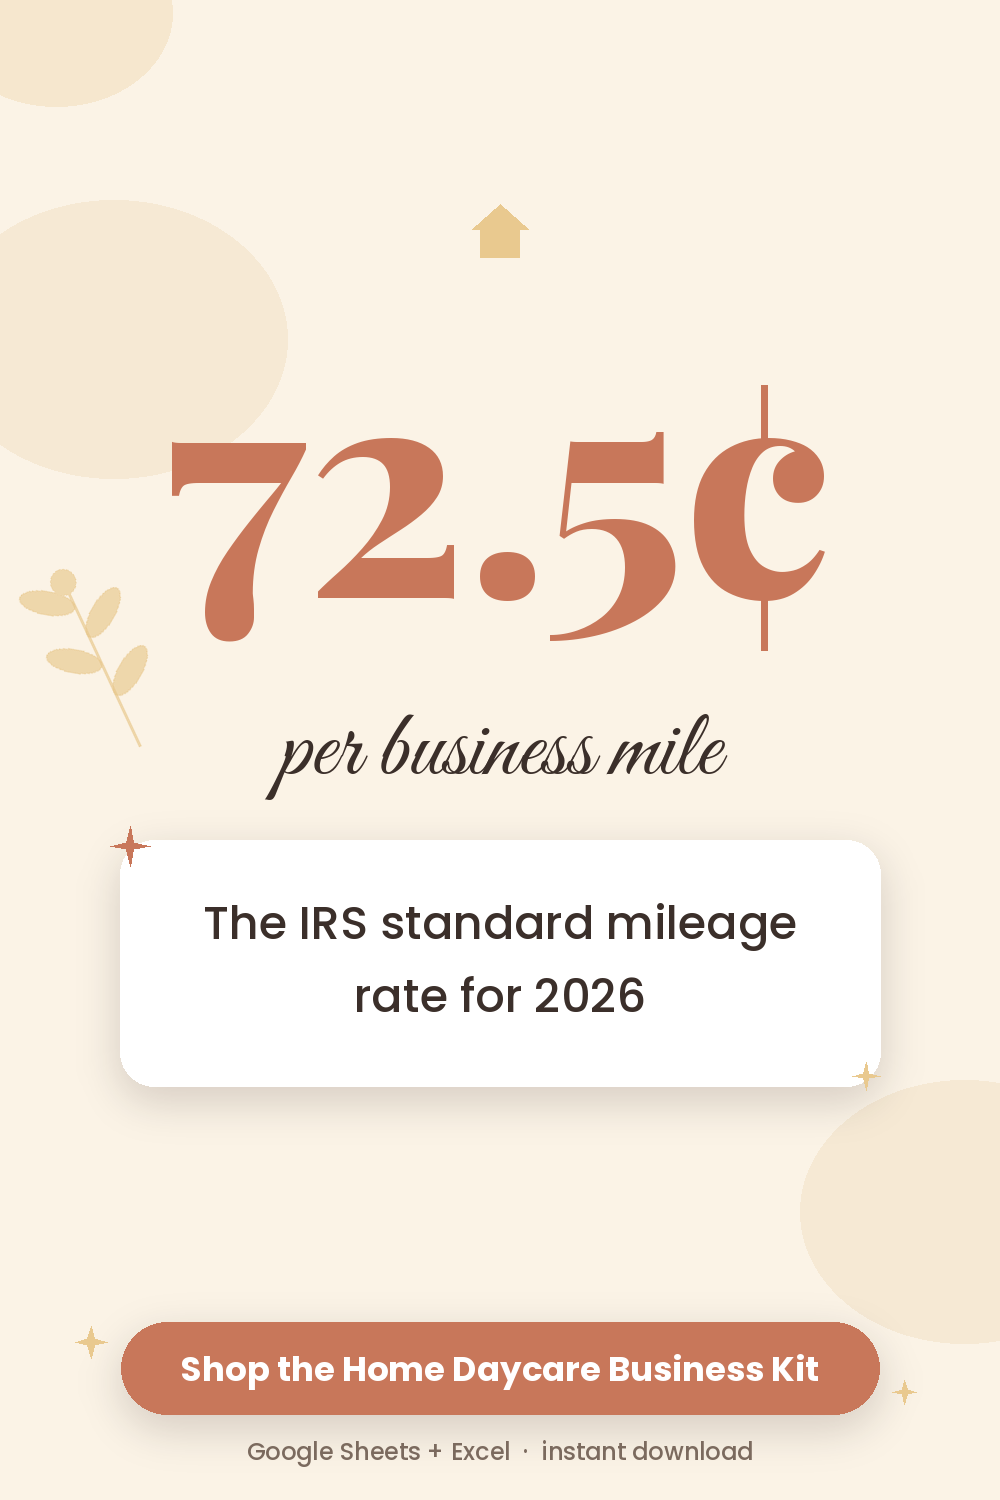 72.5¢
per business mile
The IRS standard mileage
rate for 2026
Shop the Home Daycare Business Kit
Google Sheets + Excel · instant download